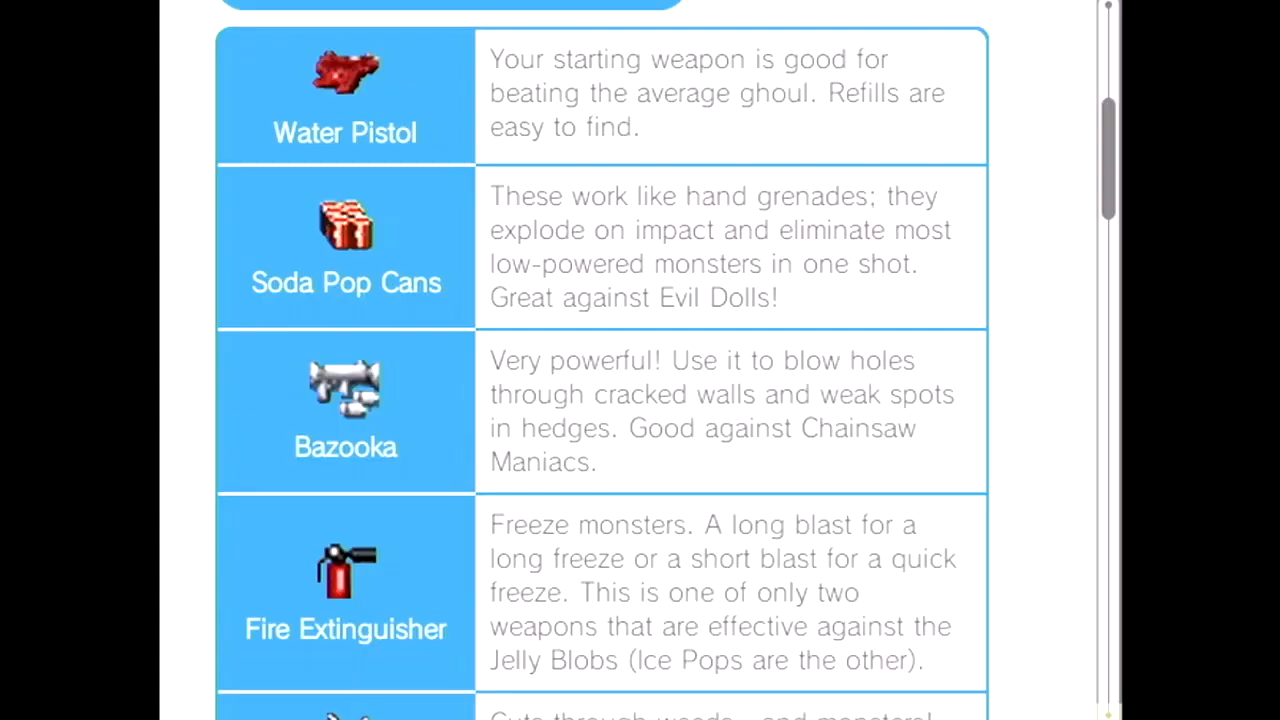 Water Pistol
Your starting weapon is good for
beating the average ghoul. Refills are
easy to find.
Soda Pop Cans
These work like hand grenades; they
explode on impact and eliminate most
low-powered monsters in one shot.
Great against Evil Dolls!
Bazooka
Very powerful! Use it to blow holes
through cracked walls and weak spots
in hedges. Good against Chainsaw
Maniacs.
Fire Extinguisher
Freeze monsters. A long blast for a
long freeze or a short blast for a quick
freeze. This is one of only two
weapons that are effective against the
Jelly Blobs (Ice Pops are the other).